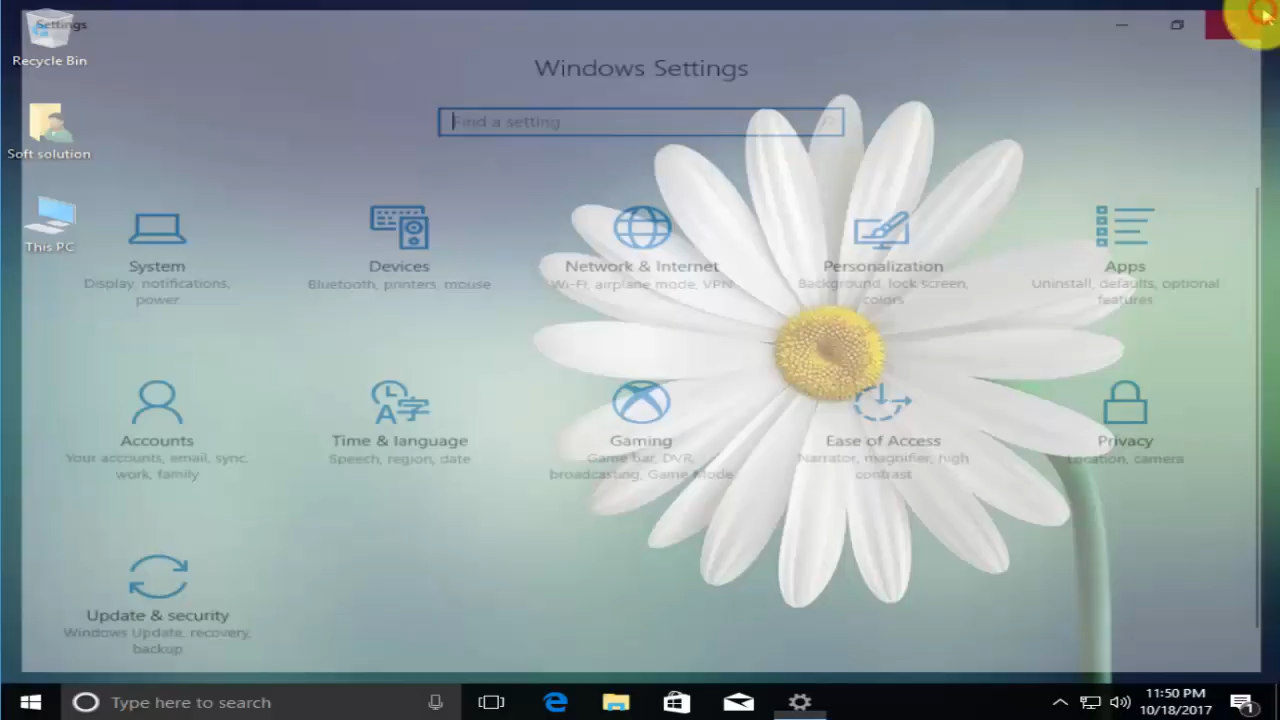 Settings
Recycle Bin
Soft solution
This PC
Windows Settings
Find a setting
System
Display, notifications,
power
Devices
Bluetooth, printers, mouse
Network & Internet
Wi-Fi, airplane mode, VPN
Personalization
Background, lock screen,
colors
Apps
Uninstall, defaults, optional
features
Accounts
Your accounts, email, sync,
work, family
Time & language
Speech, region, date
Gaming
Game bar, DVR,
broadcasting, Game Mode
Ease of Access
Narrator, magnifier, high
contrast
Privacy
Location, camera
Update & security
Windows Update, recovery,
backup
Type here to search
11:50 PM
10/18/2017
1